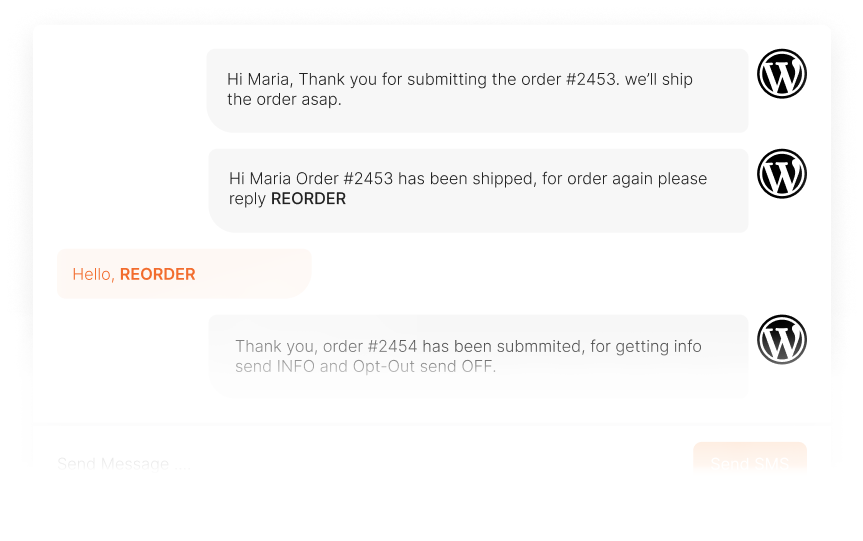 Hi Maria, Thank you for submitting the order #2453. we’ll ship
the order asap.
Hi Maria Order #2453 has been shipped, for order again please
reply REORDER
Hello, REORDER
Thank you, order #2454 has been submmited, for getting info
send INFO and Opt-Out send OFF.
Send Message ....
Send SMS